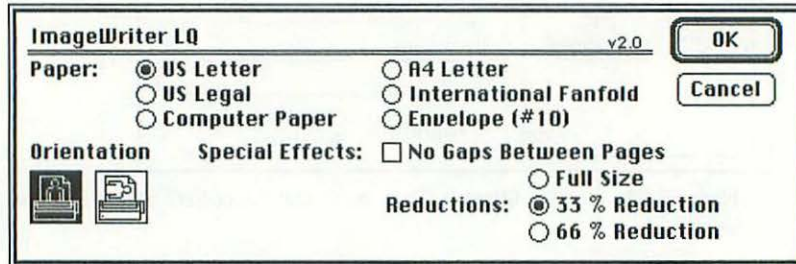 ImageWriter LQ v2.0 OK
Paper: US Letter A4 Letter Cancel
US Legal International Fanfold
Computer Paper Envelope (#10)
Orientation Special Effects: No Gaps Between Pages
Full Size
Reductions: 33 % Reduction
66 % Reduction